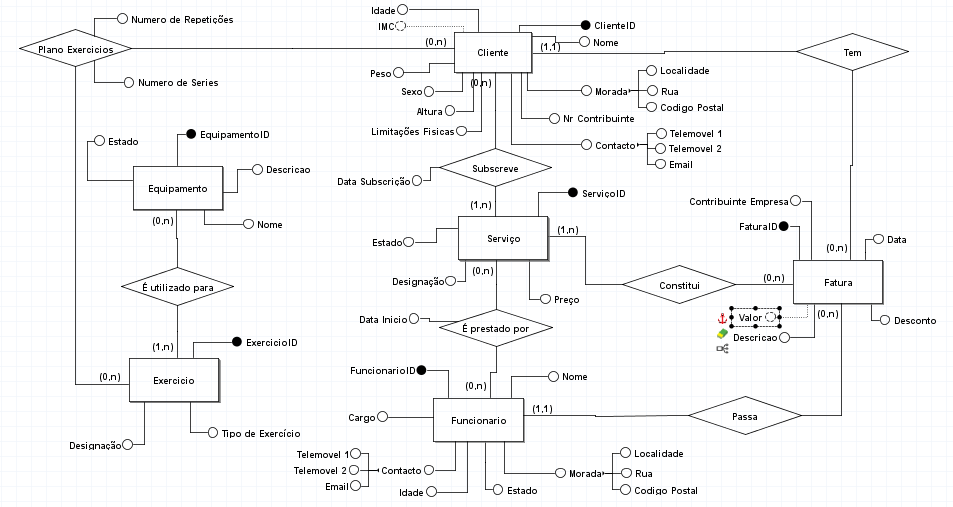 Numero de Repetições
Idade
IMC
ClienteID
Nome
Plano Exercicios
(0,n)
Cliente
(1,1)
Tem
Numero de Series
Peso
(0,n)
Sexo
Localidade
Morada
Rua
Codigo Postal
Altura
Nr Contribuinte
Limitações Fisicas
EquipamentoID
Estado
Contacto
Telemovel 1
Telemovel 2
Email
Descricao
Subscreve
Data Subscrição
Equipamento
ServiçoID
Contribuinte Empresa
(0,n)
Nome
(1,n)
FaturaID
Estado
Serviço
(1,n)
Data
(0,n)
(0,n)
Designação
Constitui
(0,n)
Fatura
É utilizado para
Preço
Valor
(0,n)
Desconto
Data Inicio
É prestado por
Descricao
ExercicioID
(1,n)
FuncionarioID
Nome
(0,n)
Exercicio
(0,n)
Cargo
Funcionario
(1,1)
Passa
Designação
Tipo de Exercício
Telemovel 1
Telemovel 2
Email
Contacto
Idade
Estado
Morada
Localidade
Rua
Codigo Postal